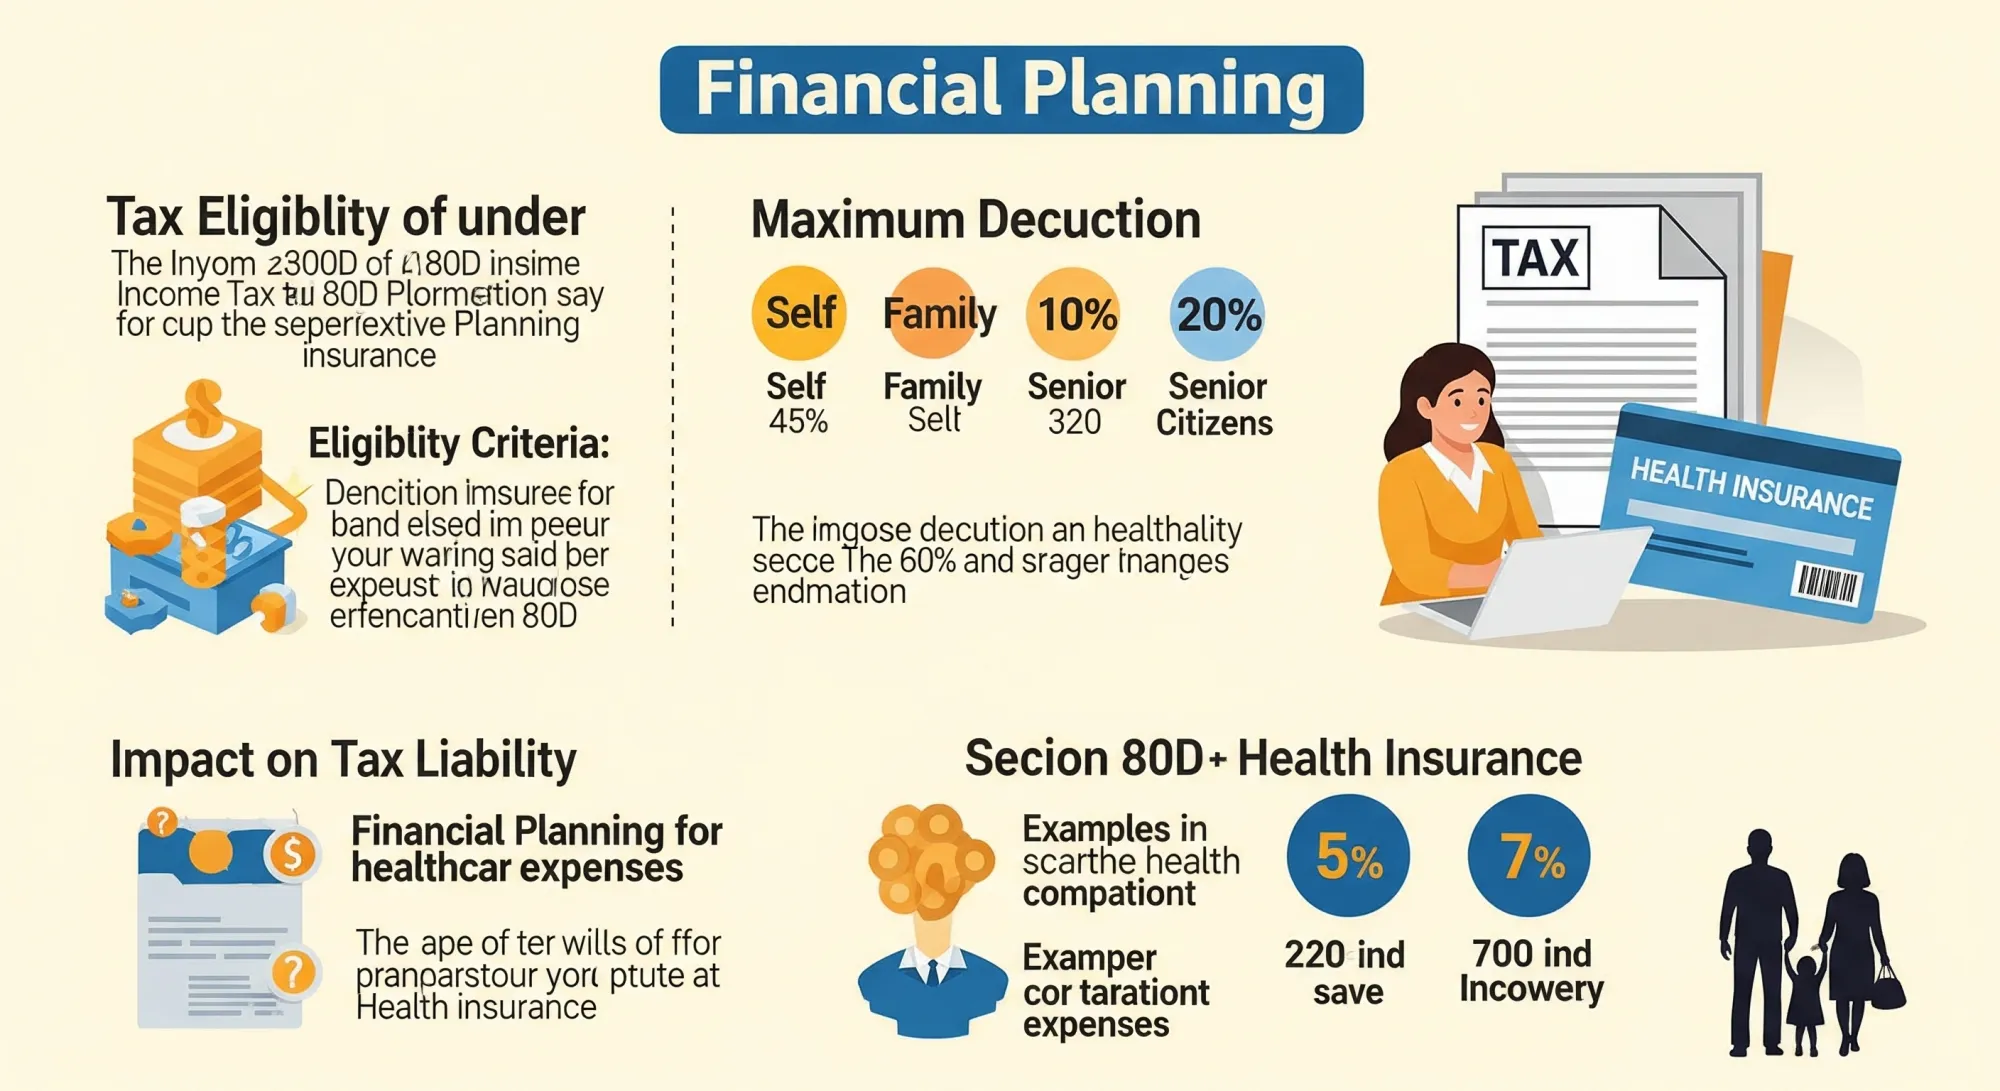 Financial Planning
Tax Eligiblity of under
The Inyom 2300D of 180D insime
Income Tax tu 80D Plormetion say
for cup the seperfextive Planning
insurance
Eligiblity Criteria:
Dencition imsuree for
band elsed im peeur
your waring said ber
expeust io waudose
erfencantiven 80D
Maximum Decuction
Self
Family
10%
20%
Self
45%
Family
Selt
Senior
320
Senior
Citizens
The imgose decution an healthality
secce The 60% and srager tnanges
endmation
TAX
HEALTH INSURANCE
Impact on Tax Liability
?
$
?
Financial Planning for
healthcar expenses
The ape of ter wills of ffor
pranparstour yor ptute at
Health insurance
Secion 80D+ Health Insurance
Examples in
scarthe health
compationt
Examper
cor tarationt
expenses
5%
220 ind
save
7%
700 ind
Incowery